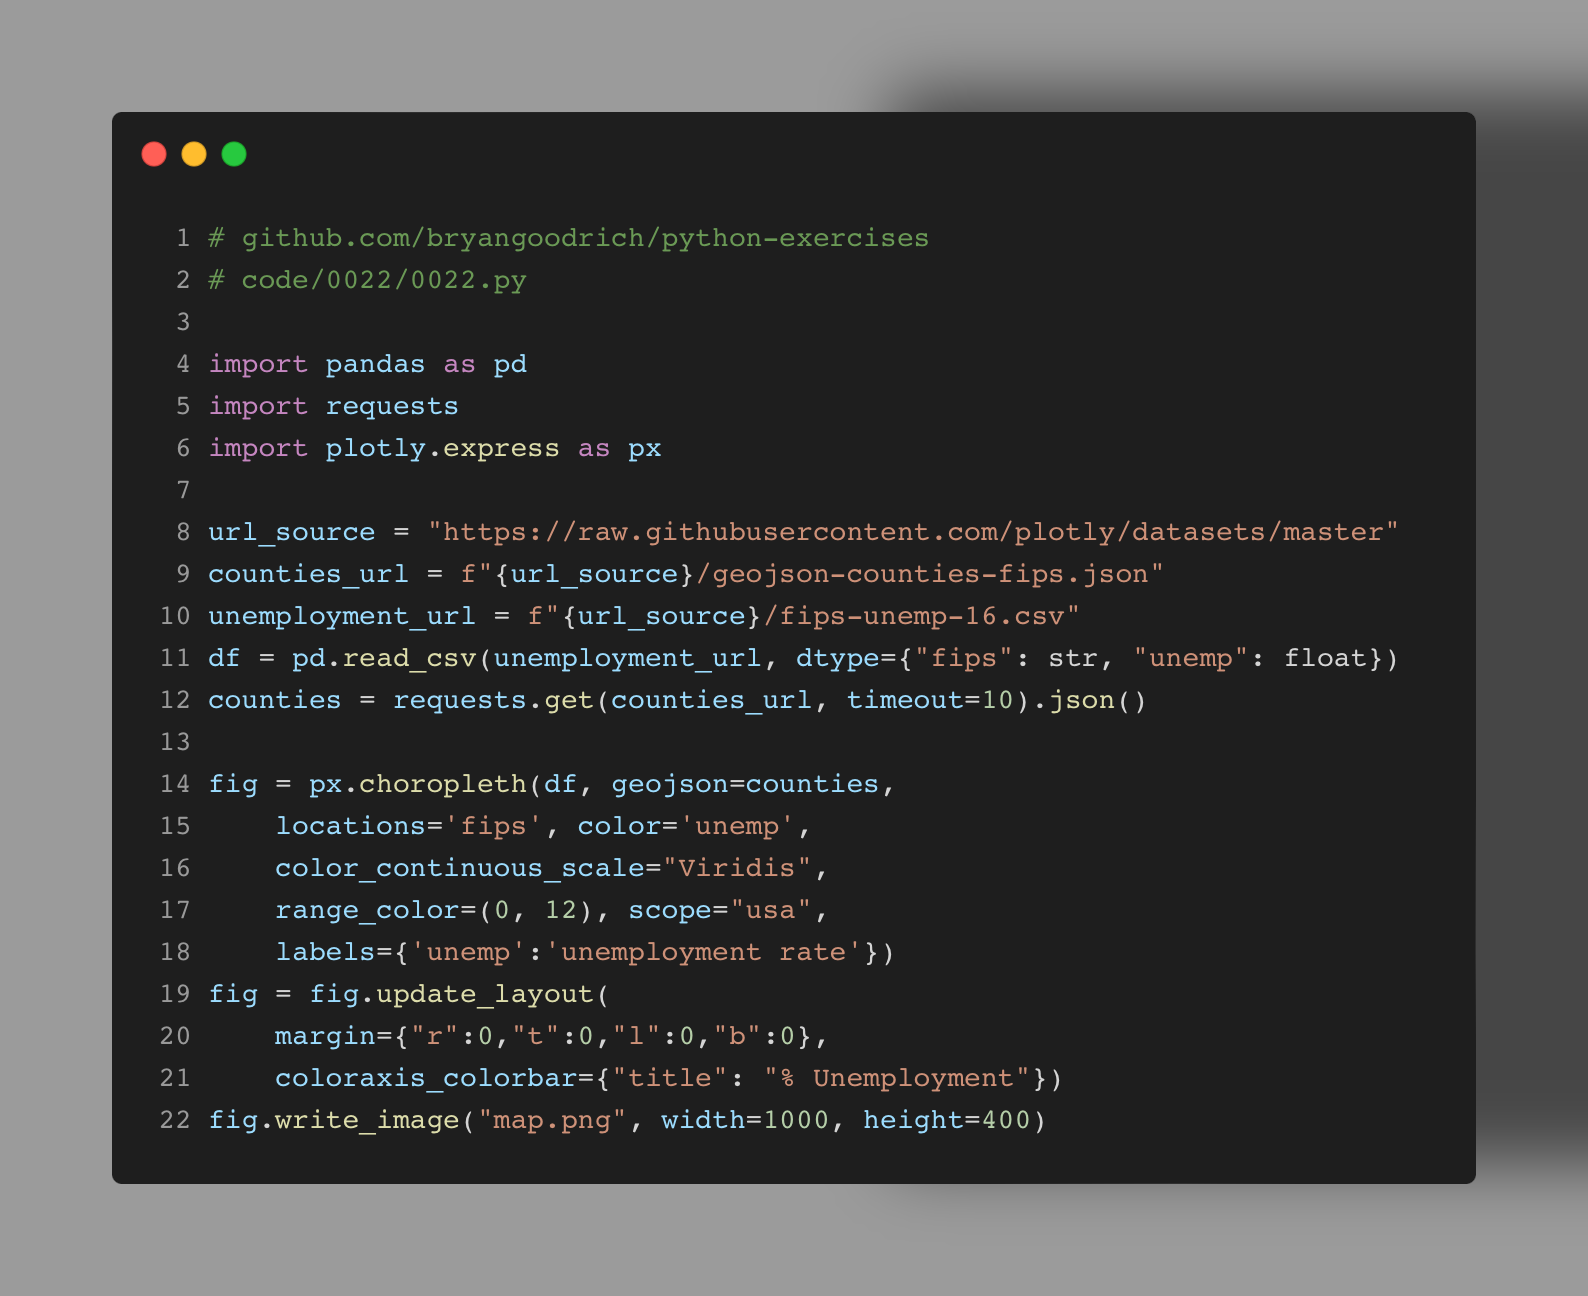 1 # github.com/bryangoodrich/python-exercises
2 # code/0022/0022.py
3
4 import pandas as pd
5 import requests
6 import plotly.express as px
7
8 url_source = "https://raw.githubusercontent.com/plotly/datasets/master"
9 counties_url = f"{url_source}/geojson-counties-fips.json"
10 unemployment_url = f"{url_source}/fips-unemp-16.csv"
11 df = pd.read_csv(unemployment_url, dtype={"fips": str, "unemp": float})
12 counties = requests.get(counties_url, timeout=10).json()
13
14 fig = px.choropleth(df, geojson=counties,
15     locations='fips', color='unemp',
16     color_continuous_scale="Viridis",
17     range_color=(0, 12), scope="usa",
18     labels={'unemp':'unemployment rate'})
19 fig = fig.update_layout(
20     margin={"r":0,"t":0,"l":0,"b":0},
21     coloraxis_colorbar={"title": "% Unemployment"})
22 fig.write_image("map.png", width=1000, height=400)